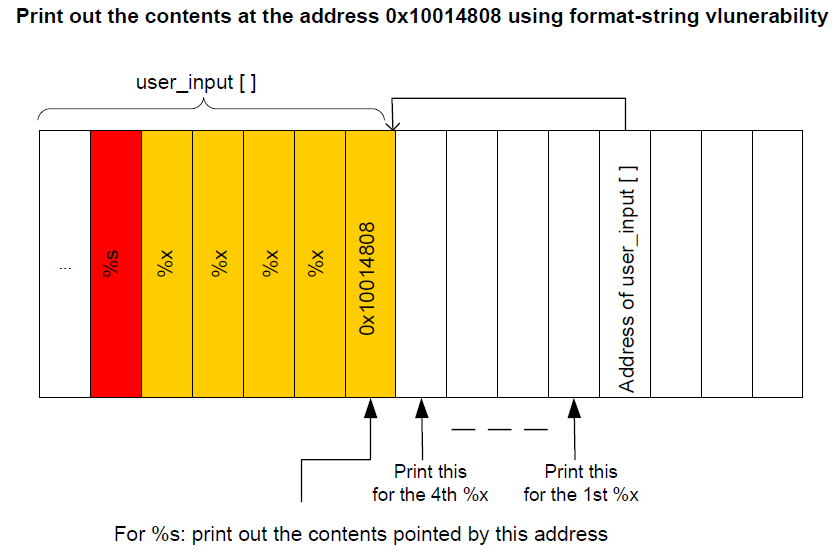 Print out the contents at the address 0x10014808 using format-string vlunerability
user_input [ ]
...
%s
%x
%x
%x
%x
0x10014808
Address of user_input [ ]
Print this
for the 4th %x
Print this
for the 1st %x
For %s: print out the contents pointed by this address